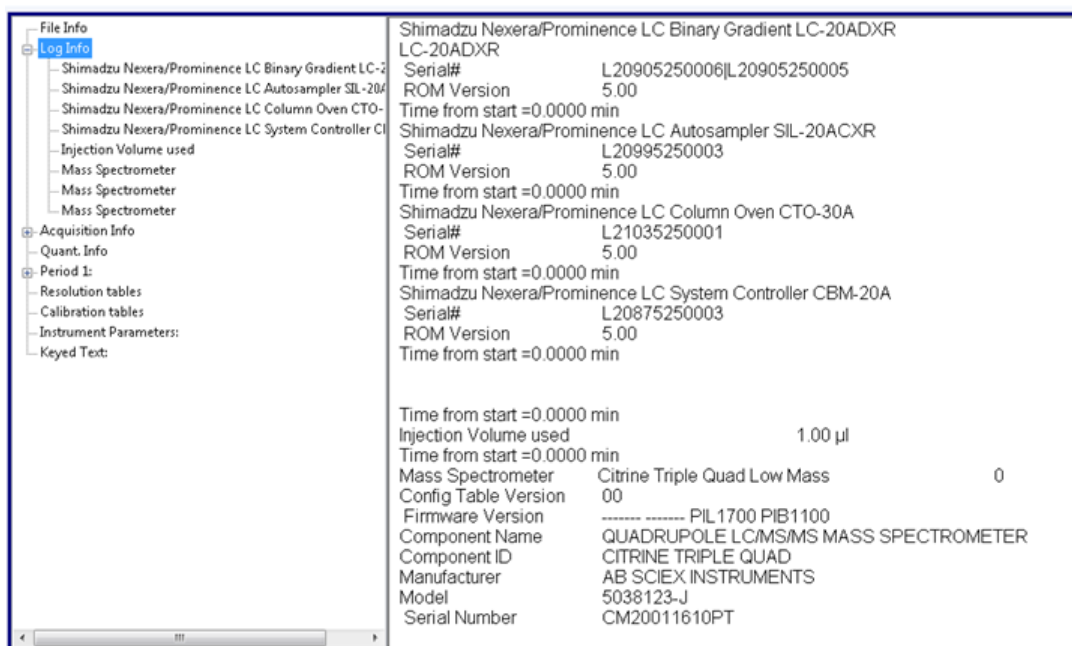 File Info
Log Info
Shimadzu Nexera/Prominence LC Binary Gradient LC-2
Shimadzu Nexera/Prominence LC Autosampler SIL-20A
Shimadzu Nexera/Prominence LC Column Oven CTO-
Shimadzu Nexera/Prominence LC System Controller CI
Injection Volume used
Mass Spectrometer
Mass Spectrometer
Mass Spectrometer
Acquisition Info
Quant. Info
Period 1:
Resolution tables
Calibration tables
Instrument Parameters:
Keyed Text:
Shimadzu Nexera/Prominence LC Binary Gradient LC-20ADXR
LC-20ADXR
Serial# L20905250006|L20905250005
ROM Version 5.00
Time from start =0.0000 min
Shimadzu Nexera/Prominence LC Autosampler SIL-20ACXR
Serial# L20995250003
ROM Version 5.00
Time from start =0.0000 min
Shimadzu Nexera/Prominence LC Column Oven CTO-30A
Serial# L21035250001
ROM Version 5.00
Time from start =0.0000 min
Shimadzu Nexera/Prominence LC System Controller CBM-20A
Serial# L20875250003
ROM Version 5.00
Time from start =0.0000 min
Time from start =0.0000 min
Injection Volume used 1.00 µl
Time from start =0.0000 min
Mass Spectrometer Citrine Triple Quad Low Mass 0
Config Table Version 00
Firmware Version ------- ------- PIL1700 PIB1100
Component Name QUADRUPOLE LC/MS/MS MASS SPECTROMETER
Component ID CITRINE TRIPLE QUAD
Manufacturer AB SCIEX INSTRUMENTS
Model 5038123-J
Serial Number CM20011610PT